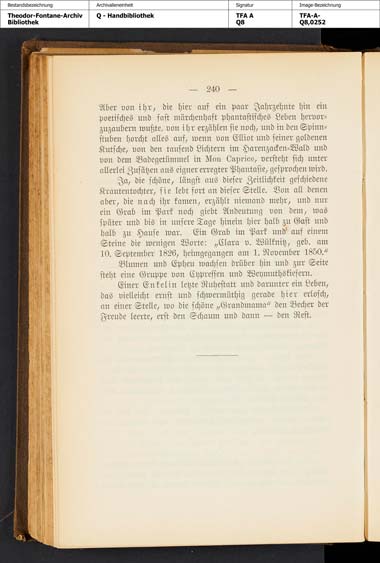 Bestandsbezeichnung
Archivalieneinheit
Signatur
Image-Bezeichnung
Theodor-Fontane-Archiv
Bibliothek
Q - Handbibliothek
TFA A
Q8
TFA-A-
Q8,0252
— 240 —
Aber von ihr, die hier auf ein paar Jahrzehnte hin ein
poetisches und fast märchenhaft phantastisches Leben hervor-
zuzaubern wußte, von ihr erzählen sie noch, und in den Spinn-
stuben horcht alles auf, wenn von Elliot und seiner goldenen
Kutsche, von den tausend Lichtern im Harenzacken-Wald und
von dem Badegetümmel in Mon Caprice, versteht sich unter
allerlei Zusätzen aus eigner erregter Phantasie, gesprochen wird.
Ja, die schöne, längst aus dieser Zeitlichkeit geschiedene
Krautentochter, sie lebt fort an dieser Stelle. Von all denen
aber, die nach ihr kamen, erzählt niemand mehr, und nur
ein Grab im Park noch giebt Andeutung von dem, was
später und bis in unsre Tage hinein hier halb zu Gast und
halb zu Hause war. Ein Grab im Park und auf einem
Steine die wenigen Worte: „Clara v. Wülknitz, geb. am
10. September 1826, heimgegangen am 1. November 1850.“
Blumen und Epheu wachsen drüber hin und zur Seite
steht eine Gruppe von Cypressen und Weymuthskiefern.
Einer Enkelin letzte Ruhestatt und darunter ein Leben,
das vielleicht ernst und schwermüthig gerade hier erlosch,
an einer Stelle, wo die schöne „Grandmama“ den Becher der
Freude leerte, erst den Schaum und dann — den Rest.